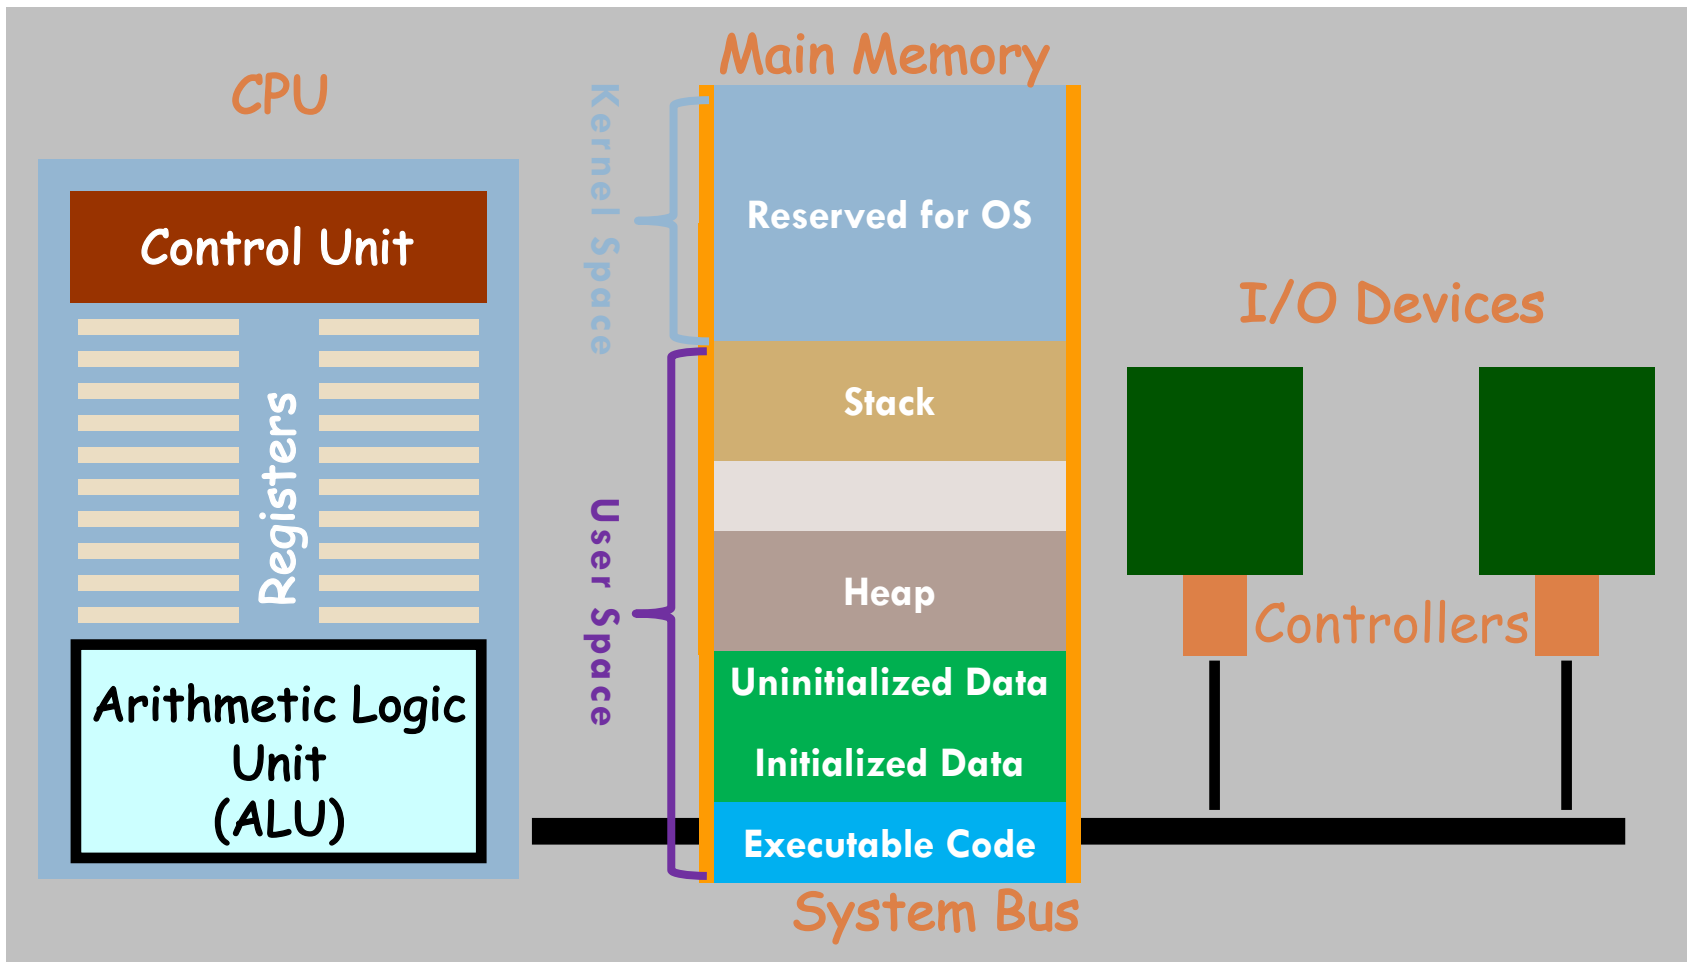 CPU
Control Unit
Registers
Arithmetic Logic
Unit
(ALU)
Main Memory
Kernel Space
User Space
Reserved for OS
Stack
Heap
Uninitialized Data
Initialized Data
Executable Code
System Bus
I/O Devices
Controllers